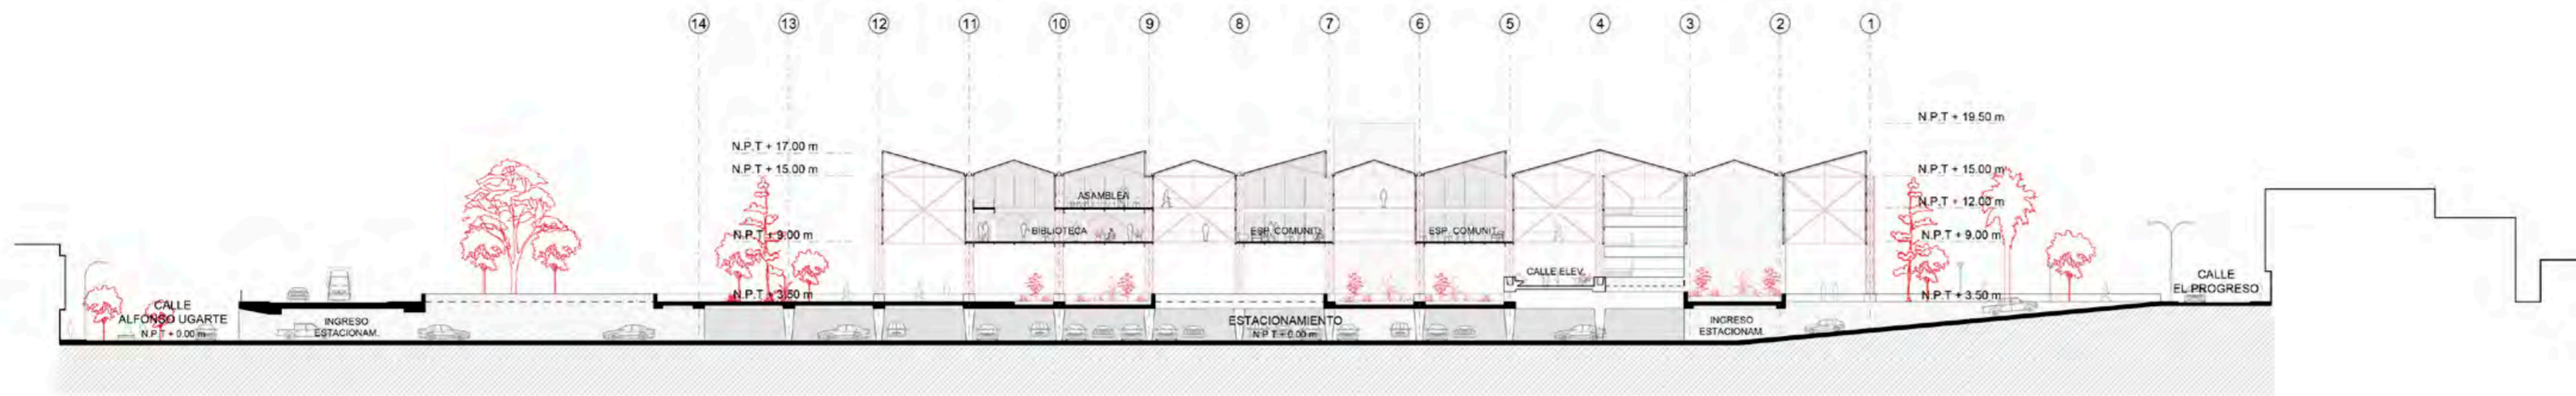 14
13
12
11
10
9
8
7
6
5
4
3
2
1
N.P.T + 19.50 m
N.P.T + 17.00 m
N.P.T + 15.00 m
N.P.T + 15.00 m
ASAMBLEA
N.P.T + 12.00 m
BIBLIOTECA
ESP. COMUNIT.
ESP. COMUNIT.
N.P.T + 9.00 m
N.P.T + 9.00 m
CALLE ELEV.
CALLE
EL PROGRESO
N.P.T + 3.50 m
N.P.T + 3.50 m
CALLE
ALFONSO UGARTE
N.P.T + 0.00 m
INGRESO
ESTACIONAM.
ESTACIONAMIENTO
N.P.T + 0.00 m
INGRESO
ESTACIONAM.